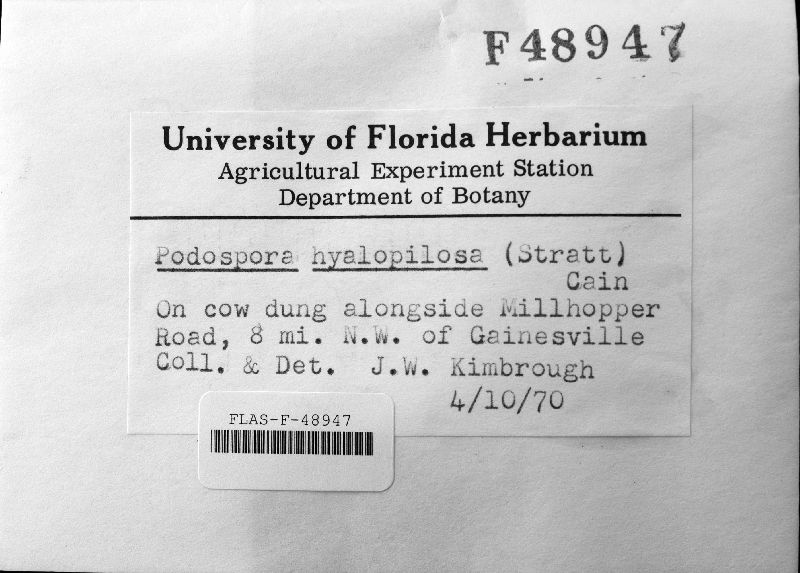 F48947
University of Florida Herbarium
Agricultural Experiment Station
Department of Botany
Podospora hyalopilosa (Stratt)
Cain
On cow dung alongside Millhopper
Road, 8 mi. N.W. of Gainesville
Coll. & Det. J.W. Kimbrough
4/10/70
FLAS-F-48947